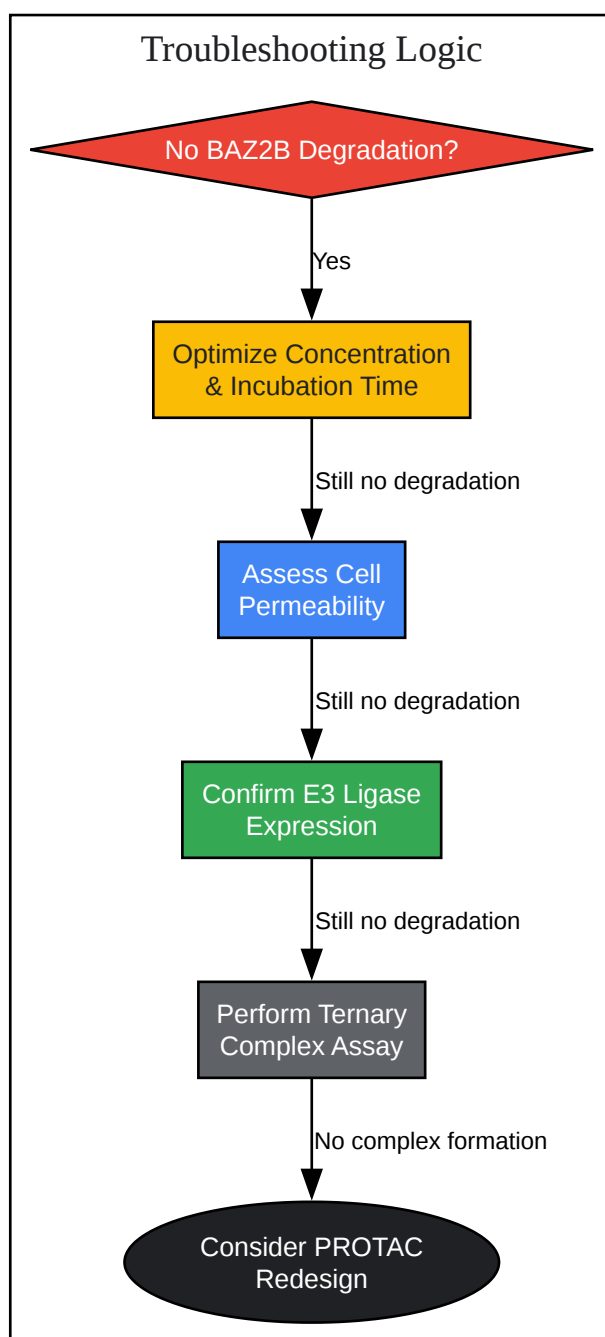 Troubleshooting Logic
No BAZ2B Degradation?
Yes
Optimize Concentration
& Incubation Time
Still no degradation
Assess Cell
Permeability
Still no degradation
Confirm E3 Ligase
Expression
Still no degradation
Perform Ternary
Complex Assay
No complex formation
Consider PROTAC
Redesign